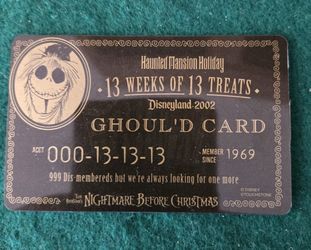 Haunted Mansion Holiday
• 13 WEEKS OF 13 TREATS •
Disneyland • 2002
GHOUL'D CARD
ACCT 000-13-13-13 MEMBER SINCE 1969
999 Dis-membereds but we're always looking for one more
© DISNEY
©TOUCHSTONE
TIM BURTON'S NIGHTMARE BEFORE CHRISTMAS